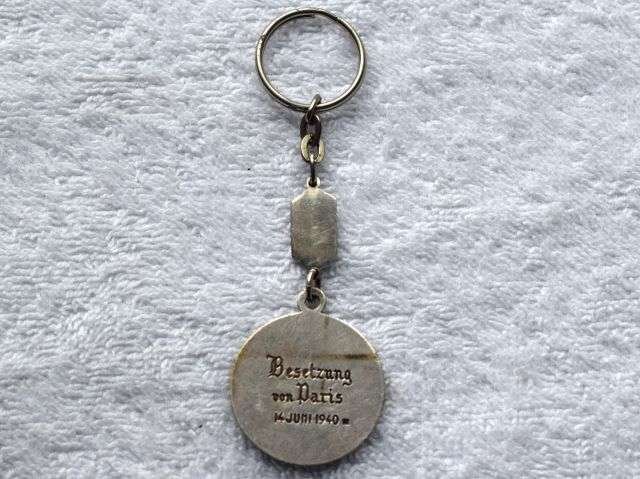 Besetzung
von Paris
14 JUNI 1940